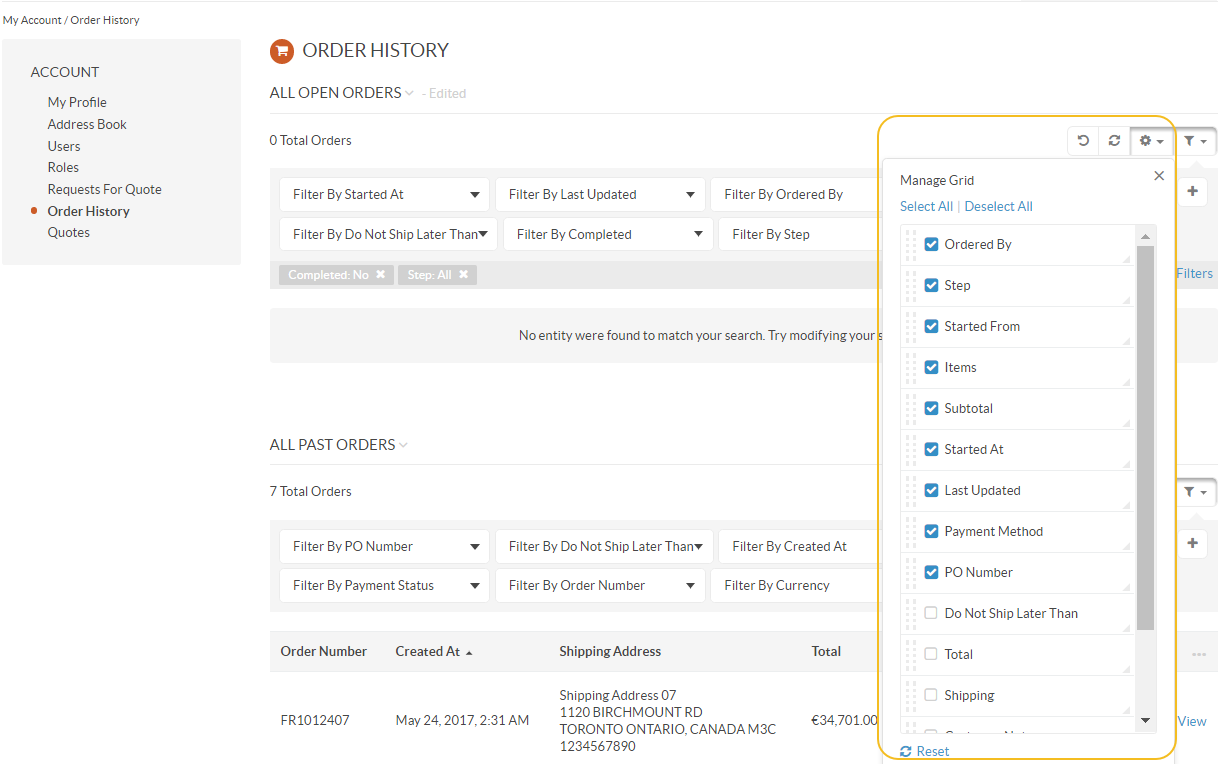 My Account / Order History
ACCOUNT
My Profile
Address Book
Users
Roles
Requests For Quote
Order History
Quotes
ORDER HISTORY
ALL OPEN ORDERS - Edited
0 Total Orders
Filter By Started At
Filter By Last Updated
Filter By Ordered By
Filter By Do Not Ship Later Than
Filter By Completed
Filter By Step
Completed: No
Step: All
Filters
No entity were found to match your search. Try modifying your s
Manage Grid
Select All | Deselect All
Ordered By
Step
Started From
Items
Subtotal
Started At
Last Updated
Payment Method
PO Number
Do Not Ship Later Than
Total
Shipping
Reset
ALL PAST ORDERS
7 Total Orders
Filter By PO Number
Filter By Do Not Ship Later Than
Filter By Created At
Filter By Payment Status
Filter By Order Number
Filter By Currency
Order Number
Created At
Shipping Address
Total
FR1012407
May 24, 2017, 2:31 AM
Shipping Address 07
1120 BIRCHMOUNT RD
TORONTO ONTARIO, CANADA M3C
1234567890
€34,701.00
View